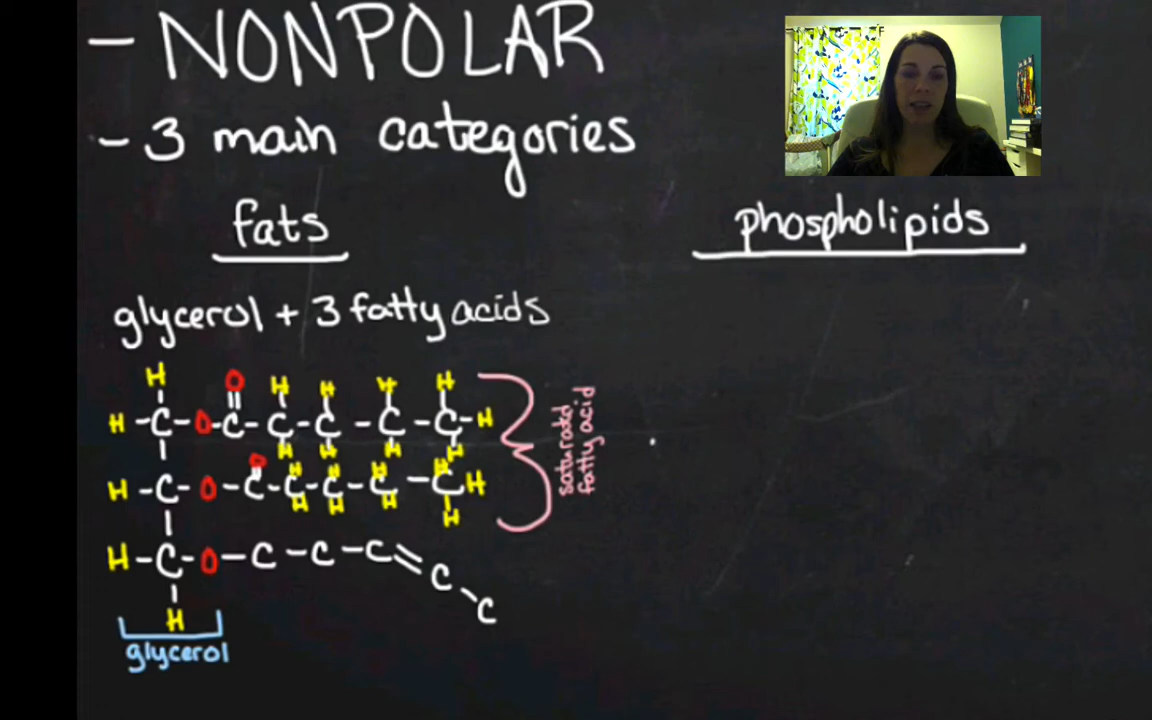 - NONPOLAR
- 3 main categories
fats
phospholipids
glycerol + 3 fatty acids
H O H H H H
H - C - O - C - C - C - C - C - H
H H H H
O H H H H
H - C - O - C - C - C - C - C H
H H H H
H - C - O - C - C - C = C - C
H
glycerol
saturated
fatty acid